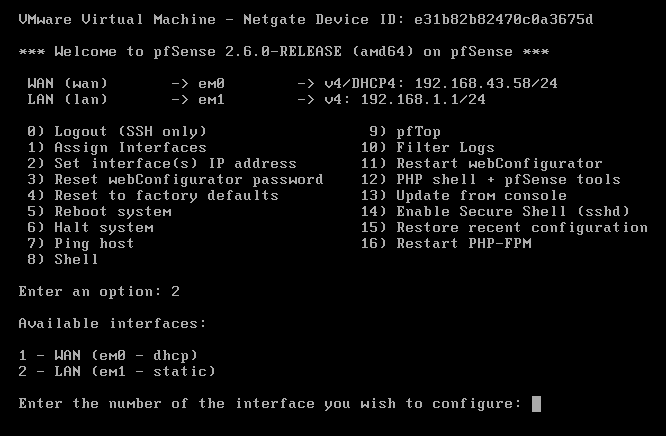 VMware Virtual Machine - Netgate Device ID: e31b82b82470c0a3675d
*** Welcome to pfSense 2.6.0-RELEASE (amd64) on pfSense ***
WAN (wan) -> em0 -> v4/DHCP4: 192.168.43.58/24
LAN (lan) -> em1 -> v4: 192.168.1.1/24
0) Logout (SSH only) 9) pfTop
1) Assign Interfaces 10) Filter Logs
2) Set interface(s) IP address 11) Restart webConfigurator
3) Reset webConfigurator password 12) PHP shell + pfSense tools
4) Reset to factory defaults 13) Update from console
5) Reboot system 14) Enable Secure Shell (sshd)
6) Halt system 15) Restore recent configuration
7) Ping host 16) Restart PHP-FPM
8) Shell
Enter an option: 2
Available interfaces:
1 - WAN (em0 - dhcp)
2 - LAN (em1 - static)
Enter the number of the interface you wish to configure: